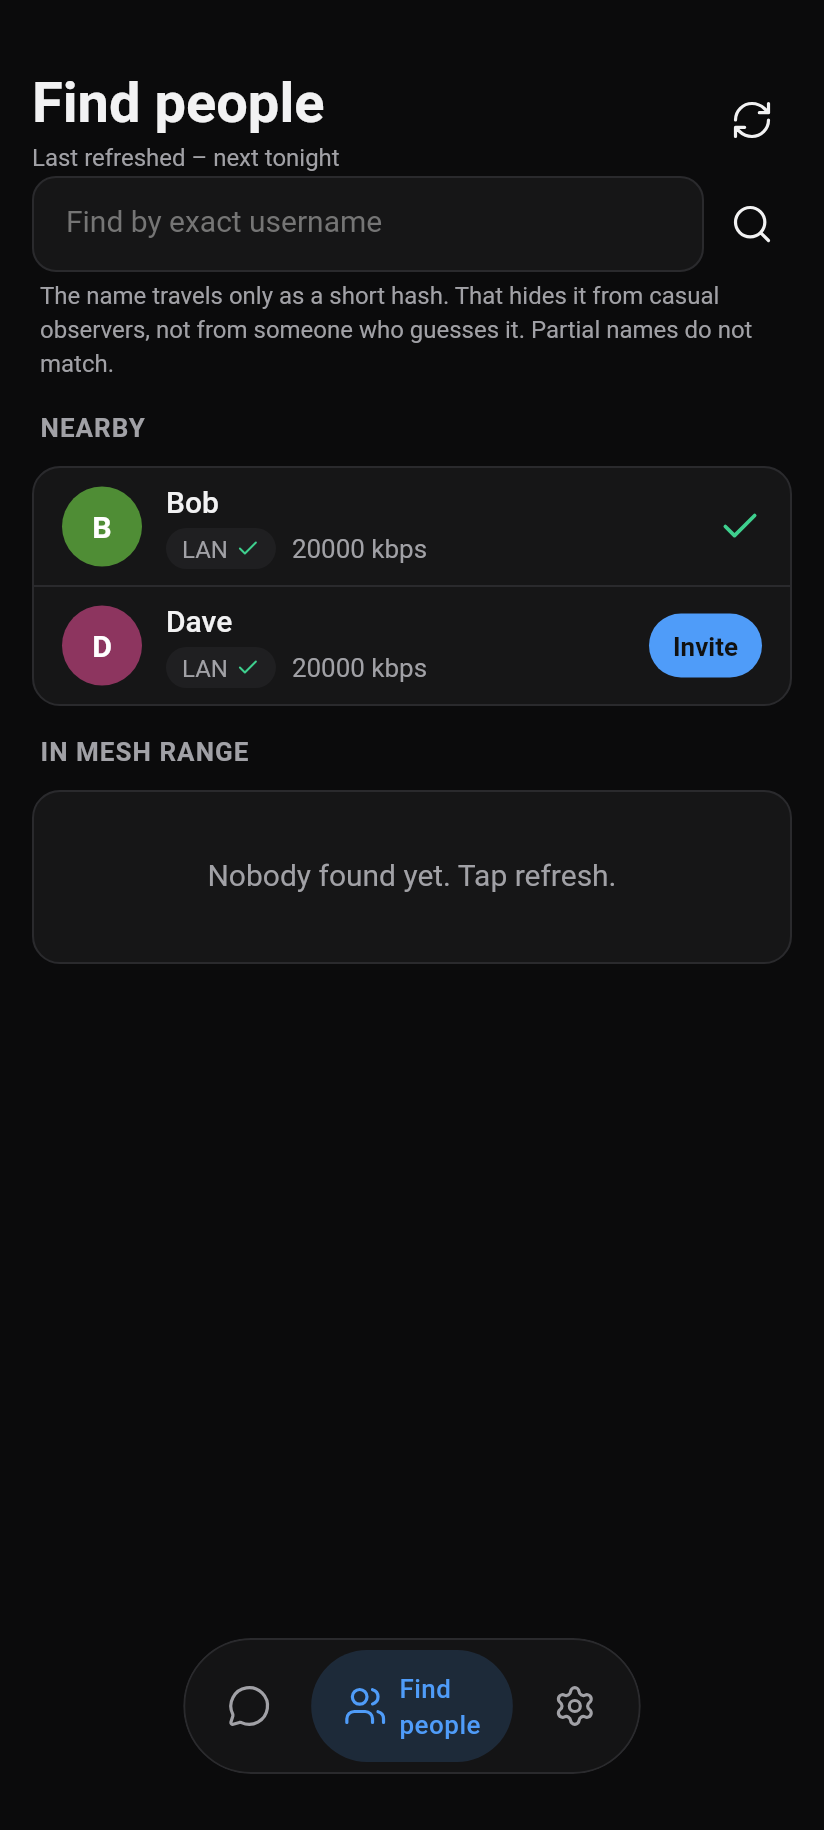 Find people
Last refreshed – next tonight
Find by exact username
The name travels only as a short hash. That hides it from casual
observers, not from someone who guesses it. Partial names do not
match.
NEARBY
B
Bob
LAN
20000 kbps
D
Dave
LAN
20000 kbps
Invite
IN MESH RANGE
Nobody found yet. Tap refresh.
Find
people